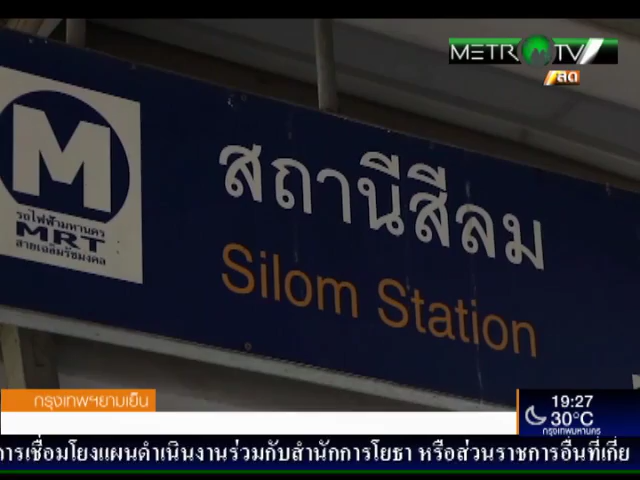 METR TV
สด
M
รถไฟฟ้ามหานคร
MRT
สายเฉลิมรัชมงคล
สถานีสีลม
Silom Station
กรุงเทพฯยามเย็น
19:27
30°C
กรุงเทพมหานคร
การเชื่อมโยงแผนดำเนินงานร่วมกับสำนักการโยธา หรือส่วนราชการอื่นที่เกี่ย